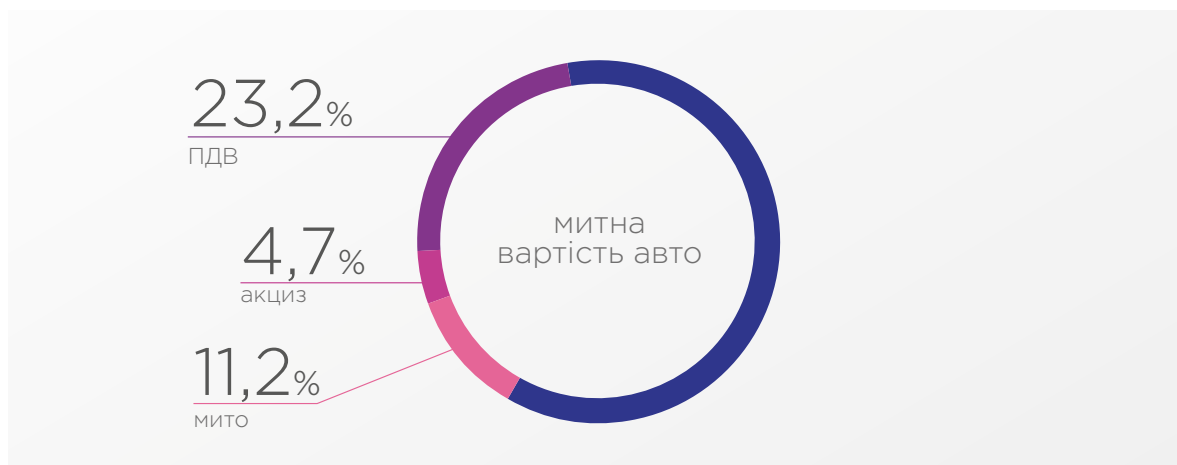 23,2%
ПДВ
4,7%
акциз
11,2%
мито
митна
вартість авто